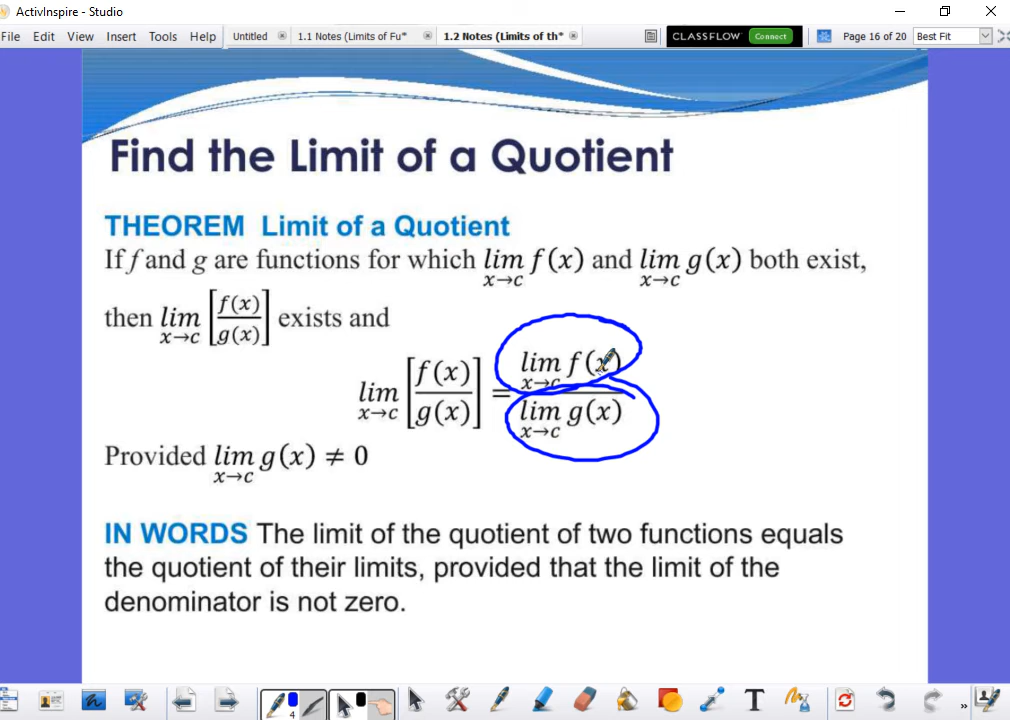 ActivInspire - Studio
File Edit View Insert Tools Help Untitled 1.1 Notes (Limits of Fu* 1.2 Notes (Limits of th* CLASSFLOW Connect Page 16 of 20 Best Fit
Find the Limit of a Quotient
THEOREM Limit of a Quotient
If f and g are functions for which lim x→c f(x) and lim x→c g(x) both exist,
then lim x→c [f(x)/g(x)] exists and
lim x→c [f(x)/g(x)] = lim x→c f(x) / lim x→c g(x)
Provided lim x→c g(x) ≠ 0
IN WORDS The limit of the quotient of two functions equals
the quotient of their limits, provided that the limit of the
denominator is not zero.
4 T »